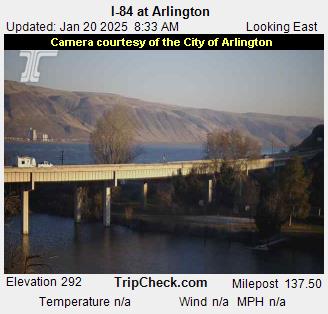 I-84 at Arlington
Updated: Jan 20 2025 8:33 AM Looking East
Camera courtesy of the City of Arlington
Elevation 292 TripCheck.com Milepost 137.50
Temperature n/a Wind n/a MPH n/a